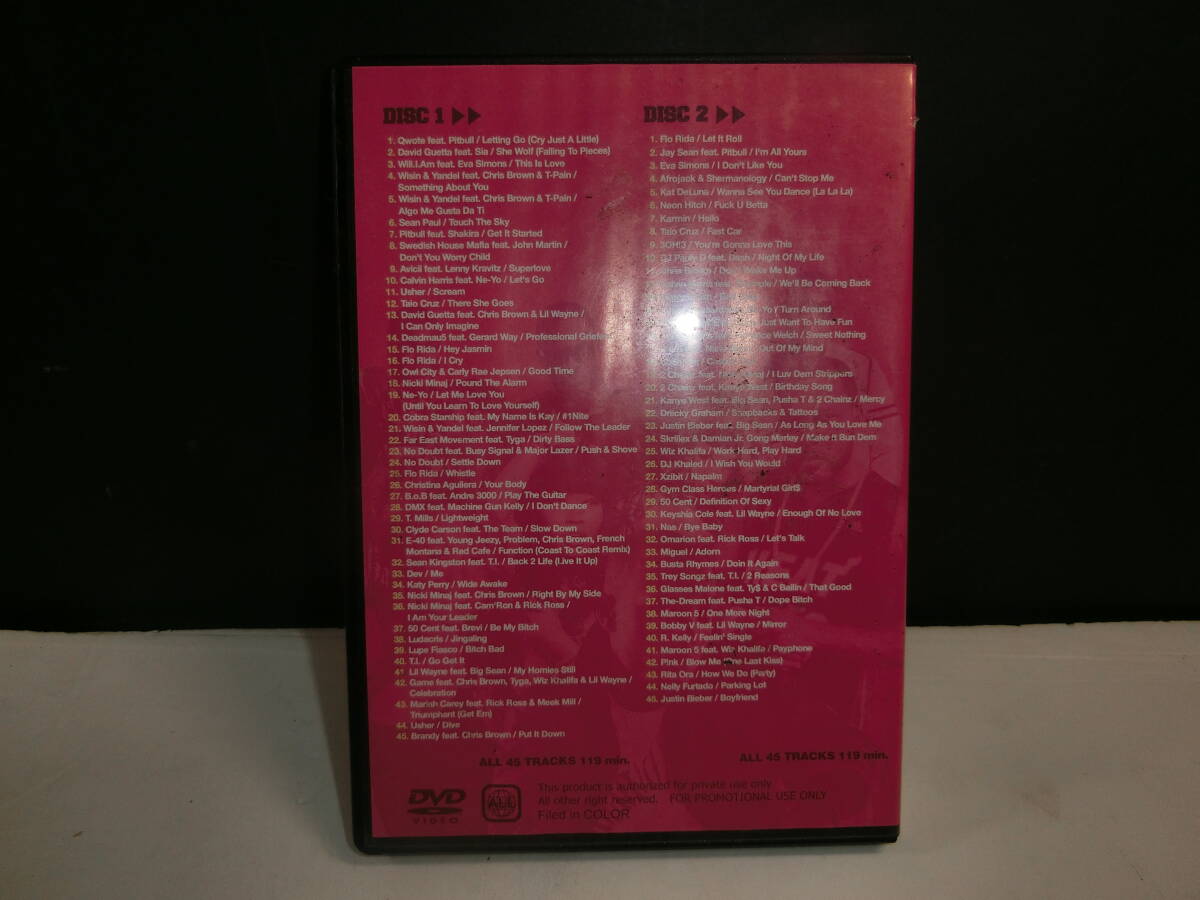 DISC 1
1. Qwote feat. Pitbull / Letting Go (Cry Just A Little)
2. David Guetta feat. Sia / She Wolf (Falling To Pieces)
3. Will.I.Am feat. Eva Simons / This Is Love
4. Wisin & Yandel feat. Chris Brown & T-Pain /
Something About You
5. Wisin & Yandel feat. Chris Brown & T-Pain /
Algo Me Gusta Da Ti
6. Sean Paul / Touch The Sky
7. Pitbull feat. Shakira / Get It Started
8. Swedish House Mafia feat. John Martin /
Don't You Worry Child
9. Avicii feat. Lenny Kravitz / Superlove
10. Calvin Harris feat. Ne-Yo / Let's Go
11. Usher / Scream
12. Taio Cruz / There She Goes
13. David Guetta feat. Chris Brown & Lil Wayne /
I Can Only Imagine
14. Deadmau5 feat. Gerard Way / Professional Griefers
15. Flo Rida / Hey Jasmin
16. Flo Rida / I Cry
17. Owl City & Carly Rae Jepsen / Good Time
18. Nicki Minaj / Pound The Alarm
19. Ne-Yo / Let Me Love You
(Until You Learn To Love Yourself)
20. Cobra Starship feat. My Name Is Kay / #1Nite
21. Wisin & Yandel feat. Jennifer Lopez / Follow The Leader
22. Far East Movement feat. Tyga / Dirty Bass
23. No Doubt feat. Busy Signal & Major Lazer / Push & Shove
24. No Doubt / Settle Down
25. Flo Rida / Whistle
26. Christina Aguilera / Your Body
27. B.o.B feat. Andre 3000 / Play The Guitar
28. DMX feat. Machine Gun Kelly / I Don't Dance
29. T. Mills / Lightweight
30. Clyde Carson feat. The Team / Slow Down
31. E-40 feat. Young Jeezy, Problem, Chris Brown, French
Montana & Red Cafe / Function (Coast To Coast Remix)
32. Sean Kingston feat. T.I. / Back 2 Life (Live It Up)
33. Dev / Me
34. Katy Perry / Wide Awake
35. Nicki Minaj feat. Chris Brown / Right By My Side
36. Nicki Minaj feat. Cam'Ron & Rick Ross /
I Am Your Leader
37. 50 Cent feat. Brevi / Be My Bitch
38. Ludacris / Jingaling
39. Lupe Fiasco / Bitch Bad
40. T.I. / Go Get It
41. Lil Wayne feat. Big Sean / My Homies Still
42. Game feat. Chris Brown, Tyga, Wiz Khalifa & Lil Wayne /
Celebration
43. Mariah Carey feat. Rick Ross & Meek Mill /
Triumphant (Get Em)
44. Usher / Dive
45. Brandy feat. Chris Brown / Put It Down
ALL 45 TRACKS 119 min.
DISC 2
1. Flo Rida / Let It Roll
2. Jay Sean feat. Pitbull / I'm All Yours
3. Eva Simons / I Don't Like You
4. Afrojack & Shermanology / Can't Stop Me
5. Kat DeLuna / Wanna See You Dance (La La La)
6. Neon Hitch / Fuck U Betta
7. Karmin / Hello
8. Taio Cruz / Fast Car
9. 3OH!3 / You're Gonna Love This
10. DJ Pauly D feat. Dash / Night Of My Life
Chris Brown / Don't Wake Me Up
/ We'll Be Coming Back
Turn Around
Just Want To Have Fun
Welch / Sweet Nothing
Out Of My Mind
2 Chainz feat. Nicki Minaj / I Luv Dem Strippers
20. 2 Chainz feat. Kanye West / Birthday Song
21. Kanye West feat. Big Sean, Pusha T & 2 Chainz / Mercy
22. Driicky Graham / Snapbacks & Tattoos
23. Justin Bieber feat. Big Sean / As Long As You Love Me
24. Skrillex & Damian Jr. Gong Marley / Make It Bun Dem
25. Wiz Khalifa / Work Hard, Play Hard
26. DJ Khaled / I Wish You Would
27. Xzibit / Napalm
28. Gym Class Heroes / Martyrial Girl$
29. 50 Cent / Definition Of Sexy
30. Keyshia Cole feat. Lil Wayne / Enough Of No Love
31. Nas / Bye Baby
32. Omarion feat. Rick Ross / Let's Talk
33. Miguel / Adorn
34. Busta Rhymes / Doin It Again
35. Trey Songz feat. T.I. / 2 Reasons
36. Glasses Malone feat. Ty$ & C Ballin / That Good
37. The-Dream feat. Pusha T / Dope Bitch
38. Maroon 5 / One More Night
39. Bobby V feat. Lil Wayne / Mirror
40. R. Kelly / Feelin' Single
41. Maroon 5 feat. Wiz Khalifa / Payphone
42. Pink / Blow Me (One Last Kiss)
43. Rita Ora / How We Do (Party)
44. Nelly Furtado / Parking Lot
45. Justin Bieber / Boyfriend
ALL 45 TRACKS 119 min.
DVD
VIDEO
ALL
This product is authorized for private use only
All other right reserved. FOR PROMOTIONAL USE ONLY
Filed in COLOR